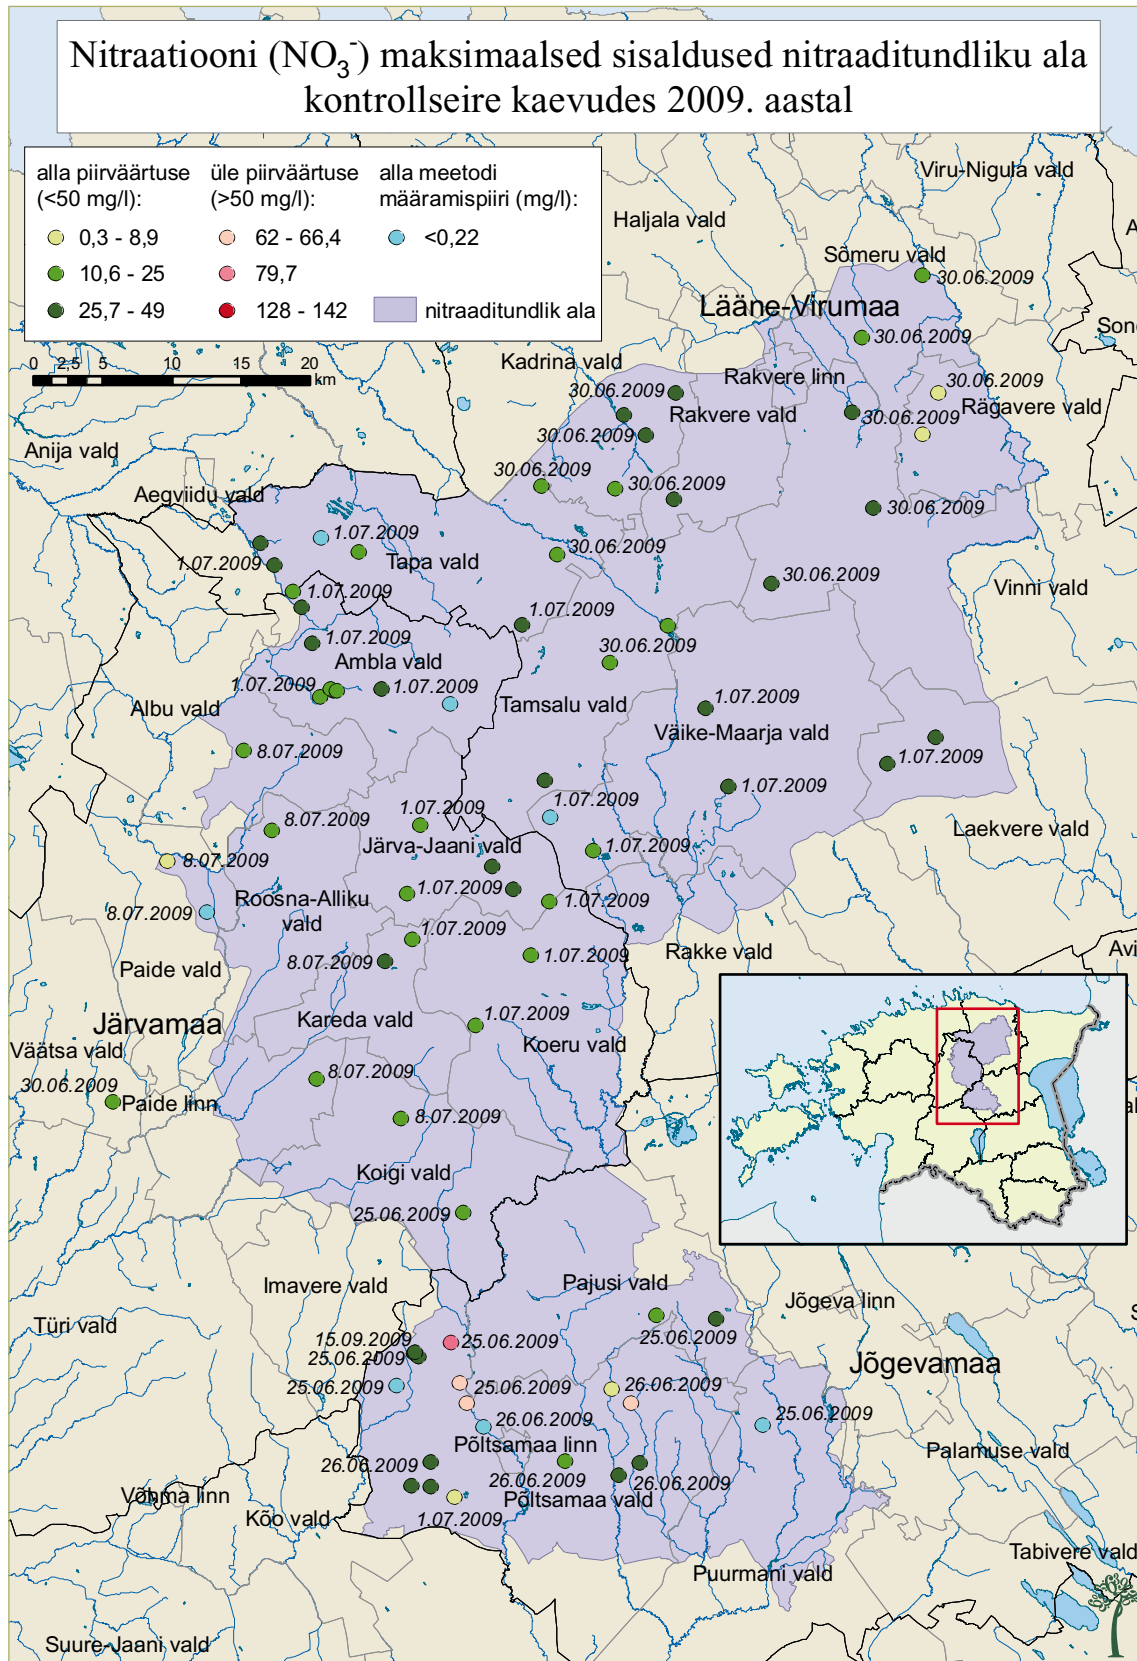 Nitraatiooni (NO₃⁻) maksimaalsed sisaldused nitraaditundliku ala
kontrollseire kaevudes 2009. aastal
alla piirväärtuse
(<50 mg/l):
0,3 - 8,9
10,6 - 25
25,7 - 49
üle piirväärtuse
(>50 mg/l):
62 - 66,4
79,7
128 - 142
alla meetodi
määramispiiri (mg/l):
<0,22
nitraaditundlik ala
0 2,5 5 10 15 20
km
Viru-Nigula vald
Haljala vald
Sõmeru vald
30.06.2009
Lääne-Virumaa
30.06.2009
Kadrina vald
Rakvere linn
30.06.2009
30.06.2009
Rakvere vald
30.06.2009
Rägavere vald
30.06.2009
Anija vald
30.06.2009
30.06.2009
Aegviidu vald
30.06.2009
1.07.2009
30.06.2009
1.07.2009
Tapa vald
30.06.2009
Vinni vald
1.07.2009
1.07.2009
1.07.2009
30.06.2009
Ambla vald
1.07.2009
1.07.2009
1.07.2009
Albu vald
Tamsalu vald
Väike-Maarja vald
8.07.2009
1.07.2009
1.07.2009
1.07.2009
1.07.2009
8.07.2009
Laekvere vald
Järva-Jaani vald
1.07.2009
8.07.2009
1.07.2009
Roosna-Alliku
vald
1.07.2009
8.07.2009
1.07.2009
Rakke vald
Avi
1.07.2009
8.07.2009
Paide vald
Järvamaa
Kareda vald
1.07.2009
Koeru vald
Väätsa vald
8.07.2009
30.06.2009
Paide linn
8.07.2009
Koigi vald
25.06.2009
Imavere vald
Pajusi vald
Jõgeva linn
Türi vald
15.09.2009
25.06.2009
25.06.2009
25.06.2009
Jõgevamaa
25.06.2009
25.06.2009
26.06.2009
26.06.2009
25.06.2009
Põltsamaa linn
Palamuse vald
26.06.2009
26.06.2009
26.06.2009
Võhma linn
Põltsamaa vald
Kõo vald
1.07.2009
Tabivere vald
Puurmani vald
Suure-Jaani vald